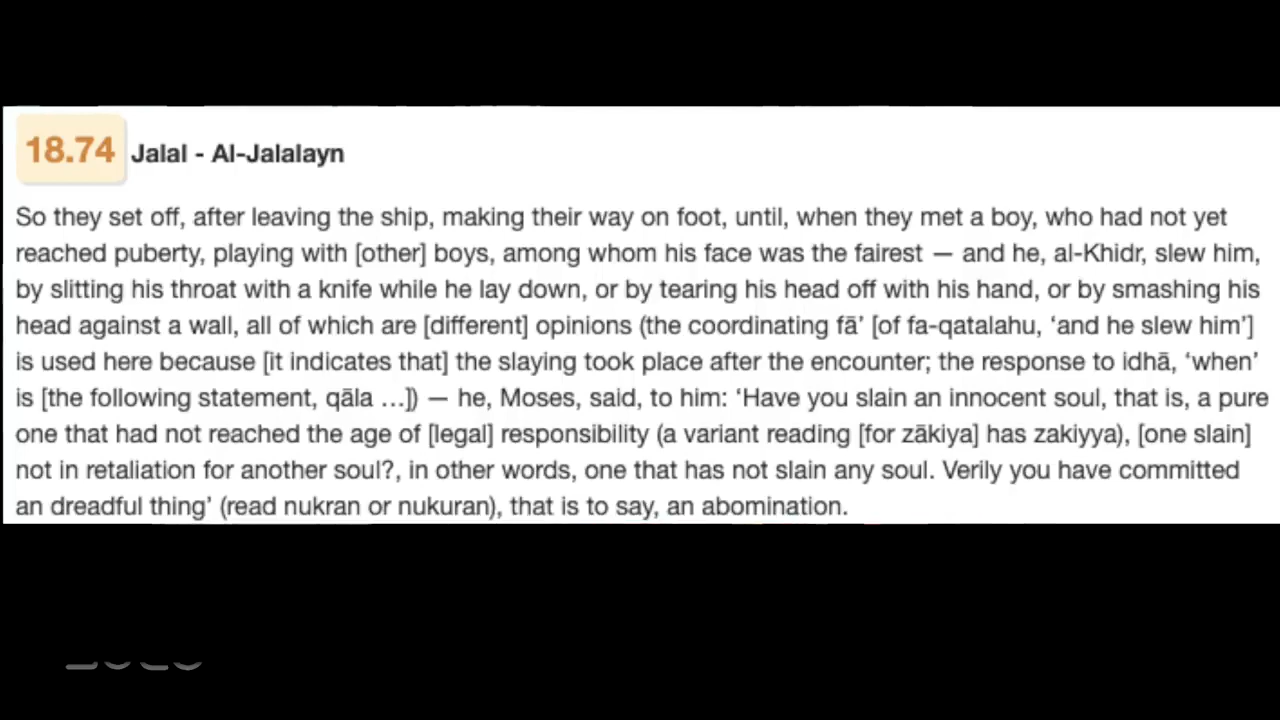 18.74 Jalal - Al-Jalalayn
So they set off, after leaving the ship, making their way on foot, until, when they met a boy, who had not yet
reached puberty, playing with [other] boys, among whom his face was the fairest — and he, al-Khidr, slew him,
by slitting his throat with a knife while he lay down, or by tearing his head off with his hand, or by smashing his
head against a wall, all of which are [different] opinions (the coordinating fā’ [of fa-qatalahu, ‘and he slew him’]
is used here because [it indicates that] the slaying took place after the encounter; the response to idhā, ‘when’
is [the following statement, qāla …]) — he, Moses, said, to him: ‘Have you slain an innocent soul, that is, a pure
one that had not reached the age of [legal] responsibility (a variant reading [for zākiya] has zakiyya), [one slain]
not in retaliation for another soul?, in other words, one that has not slain any soul. Verily you have committed
an dreadful thing’ (read nukran or nukuran), that is to say, an abomination.